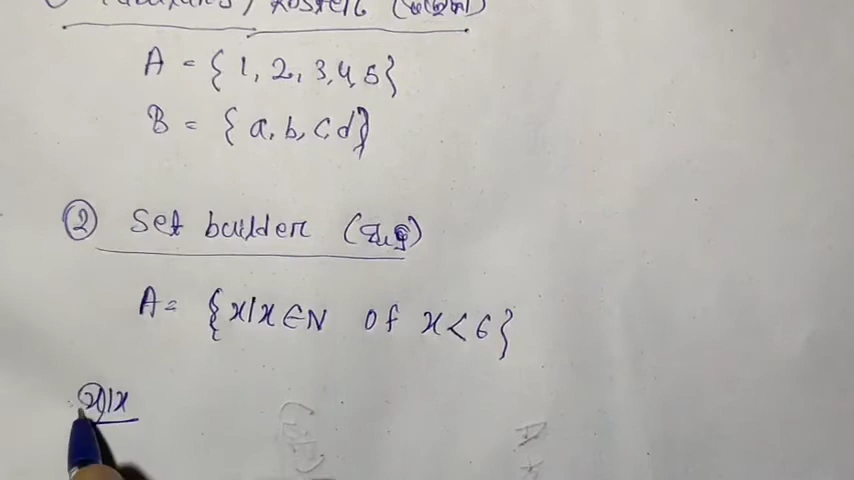 A = {1, 2, 3, 4, 5}
B = {a, b, c, d}
② Set builder
A = {x|x∈N of x<6}
x|x